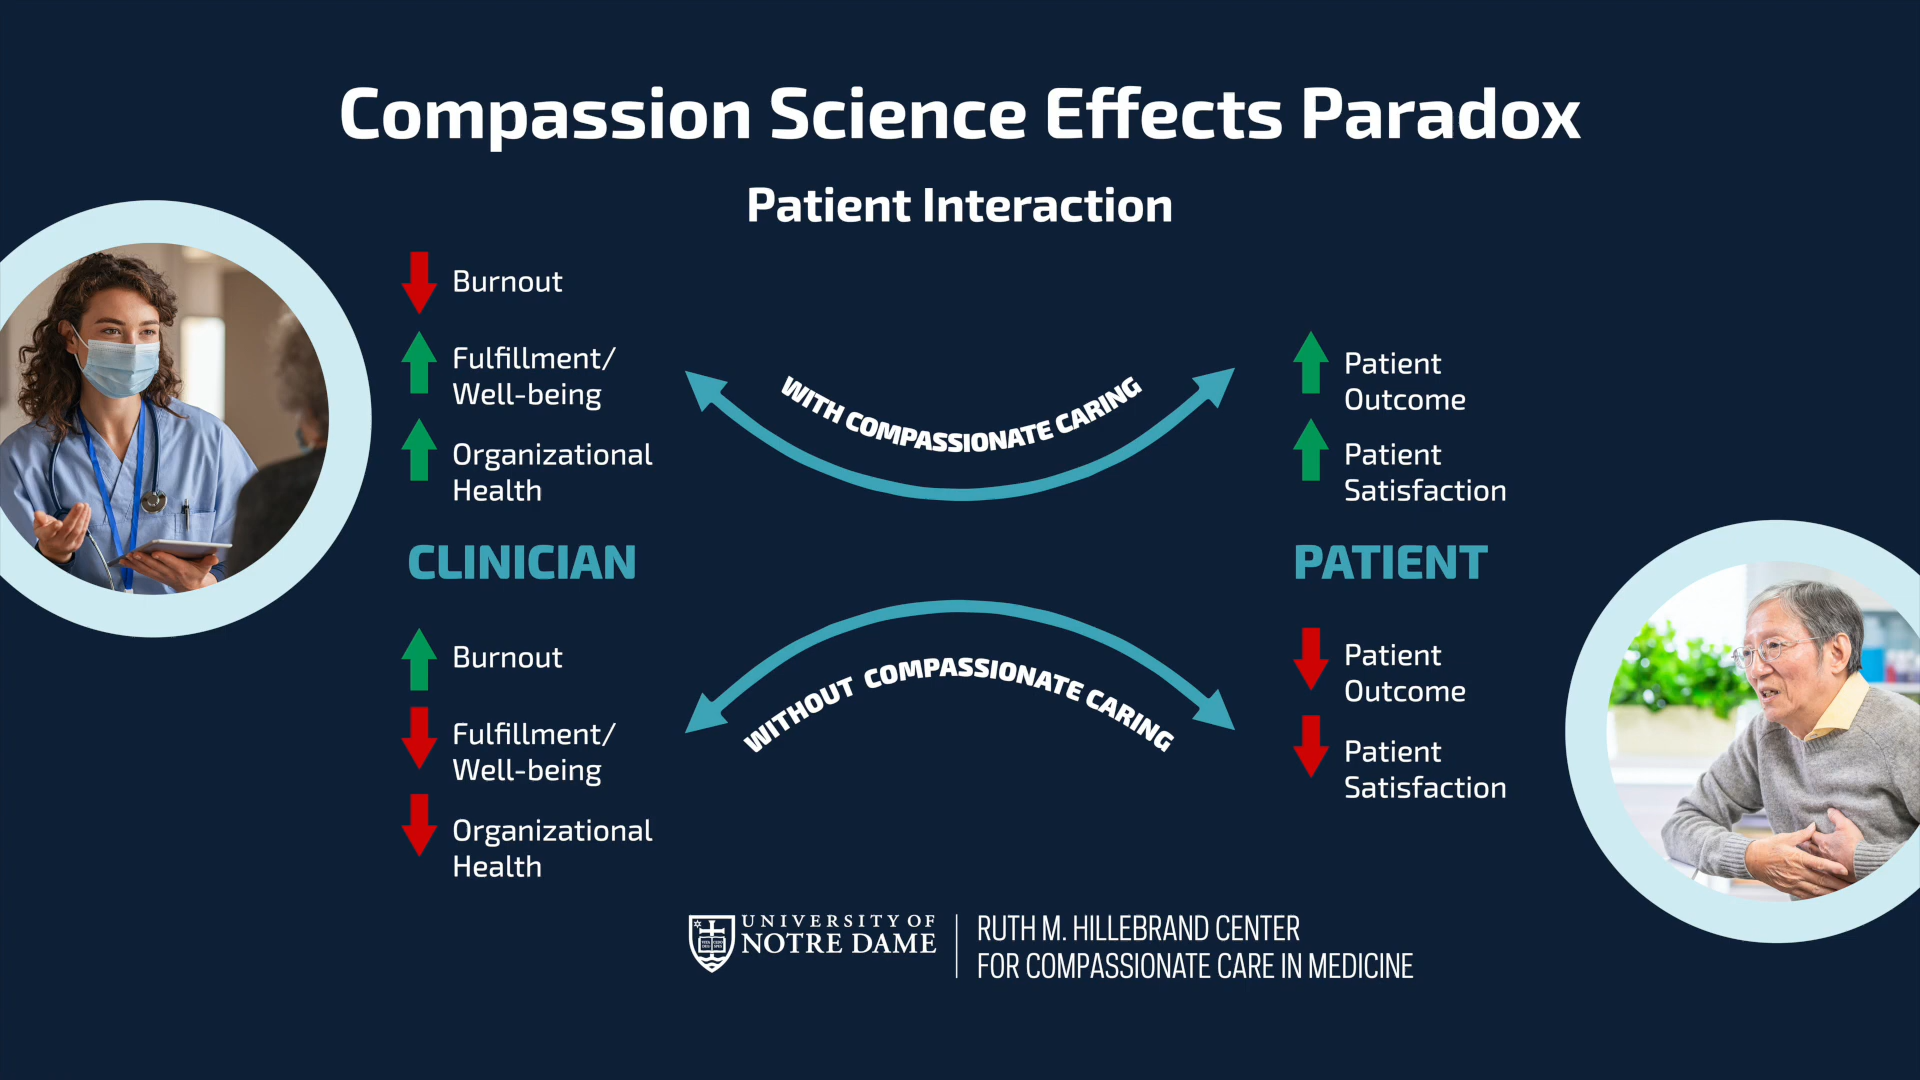 Compassion Science Effects Paradox
Patient Interaction
Burnout
Fulfillment/
Well-being
Organizational
Health
WITH COMPASSIONATE CARING
Patient
Outcome
Patient
Satisfaction
CLINICIAN
PATIENT
Burnout
Fulfillment/
Well-being
Organizational
Health
WITHOUT COMPASSIONATE CARING
Patient
Outcome
Patient
Satisfaction
UNIVERSITY OF
NOTRE DAME
RUTH M. HILLEBRAND CENTER
FOR COMPASSIONATE CARE IN MEDICINE